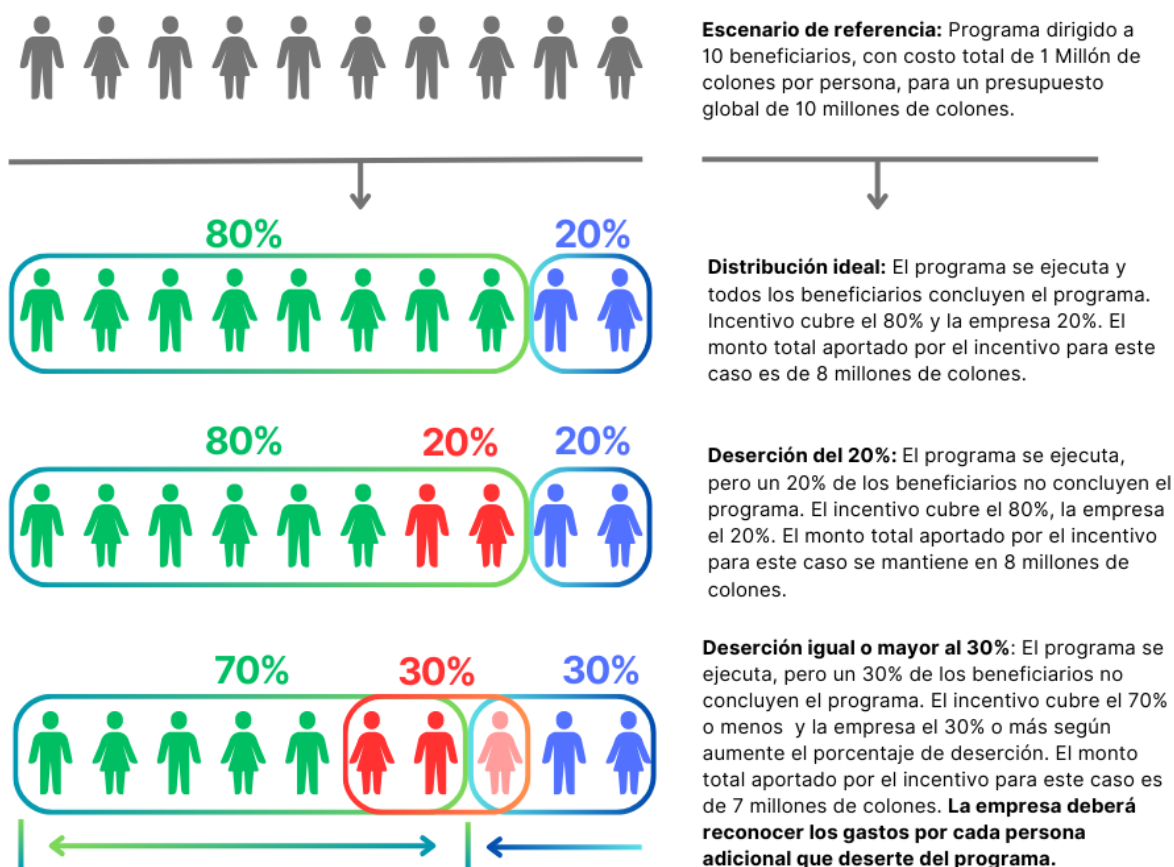 Escenario de referencia: Programa dirigido a
10 beneficiarios, con costo total de 1 Millón de
colones por persona, para un presupuesto
global de 10 millones de colones.
80%
20%
Distribución ideal: El programa se ejecuta y
todos los beneficiarios concluyen el programa.
Incentivo cubre el 80% y la empresa 20%. El
monto total aportado por el incentivo para este
caso es de 8 millones de colones.
80%
20%
20%
Deserción del 20%: El programa se ejecuta,
pero un 20% de los beneficiarios no concluyen el
programa. El incentivo cubre el 80%, la empresa
el 20%. El monto total aportado por el incentivo
para este caso se mantiene en 8 millones de
colones.
70%
30%
30%
Deserción igual o mayor al 30%: El programa se
ejecuta, pero un 30% de los beneficiarios no
concluyen el programa. El incentivo cubre el 70%
o menos y la empresa el 30% o más según
aumente el porcentaje de deserción. El monto
total aportado por el incentivo para este caso es
de 7 millones de colones. La empresa deberá
reconocer los gastos por cada persona
adicional que deserte del programa.